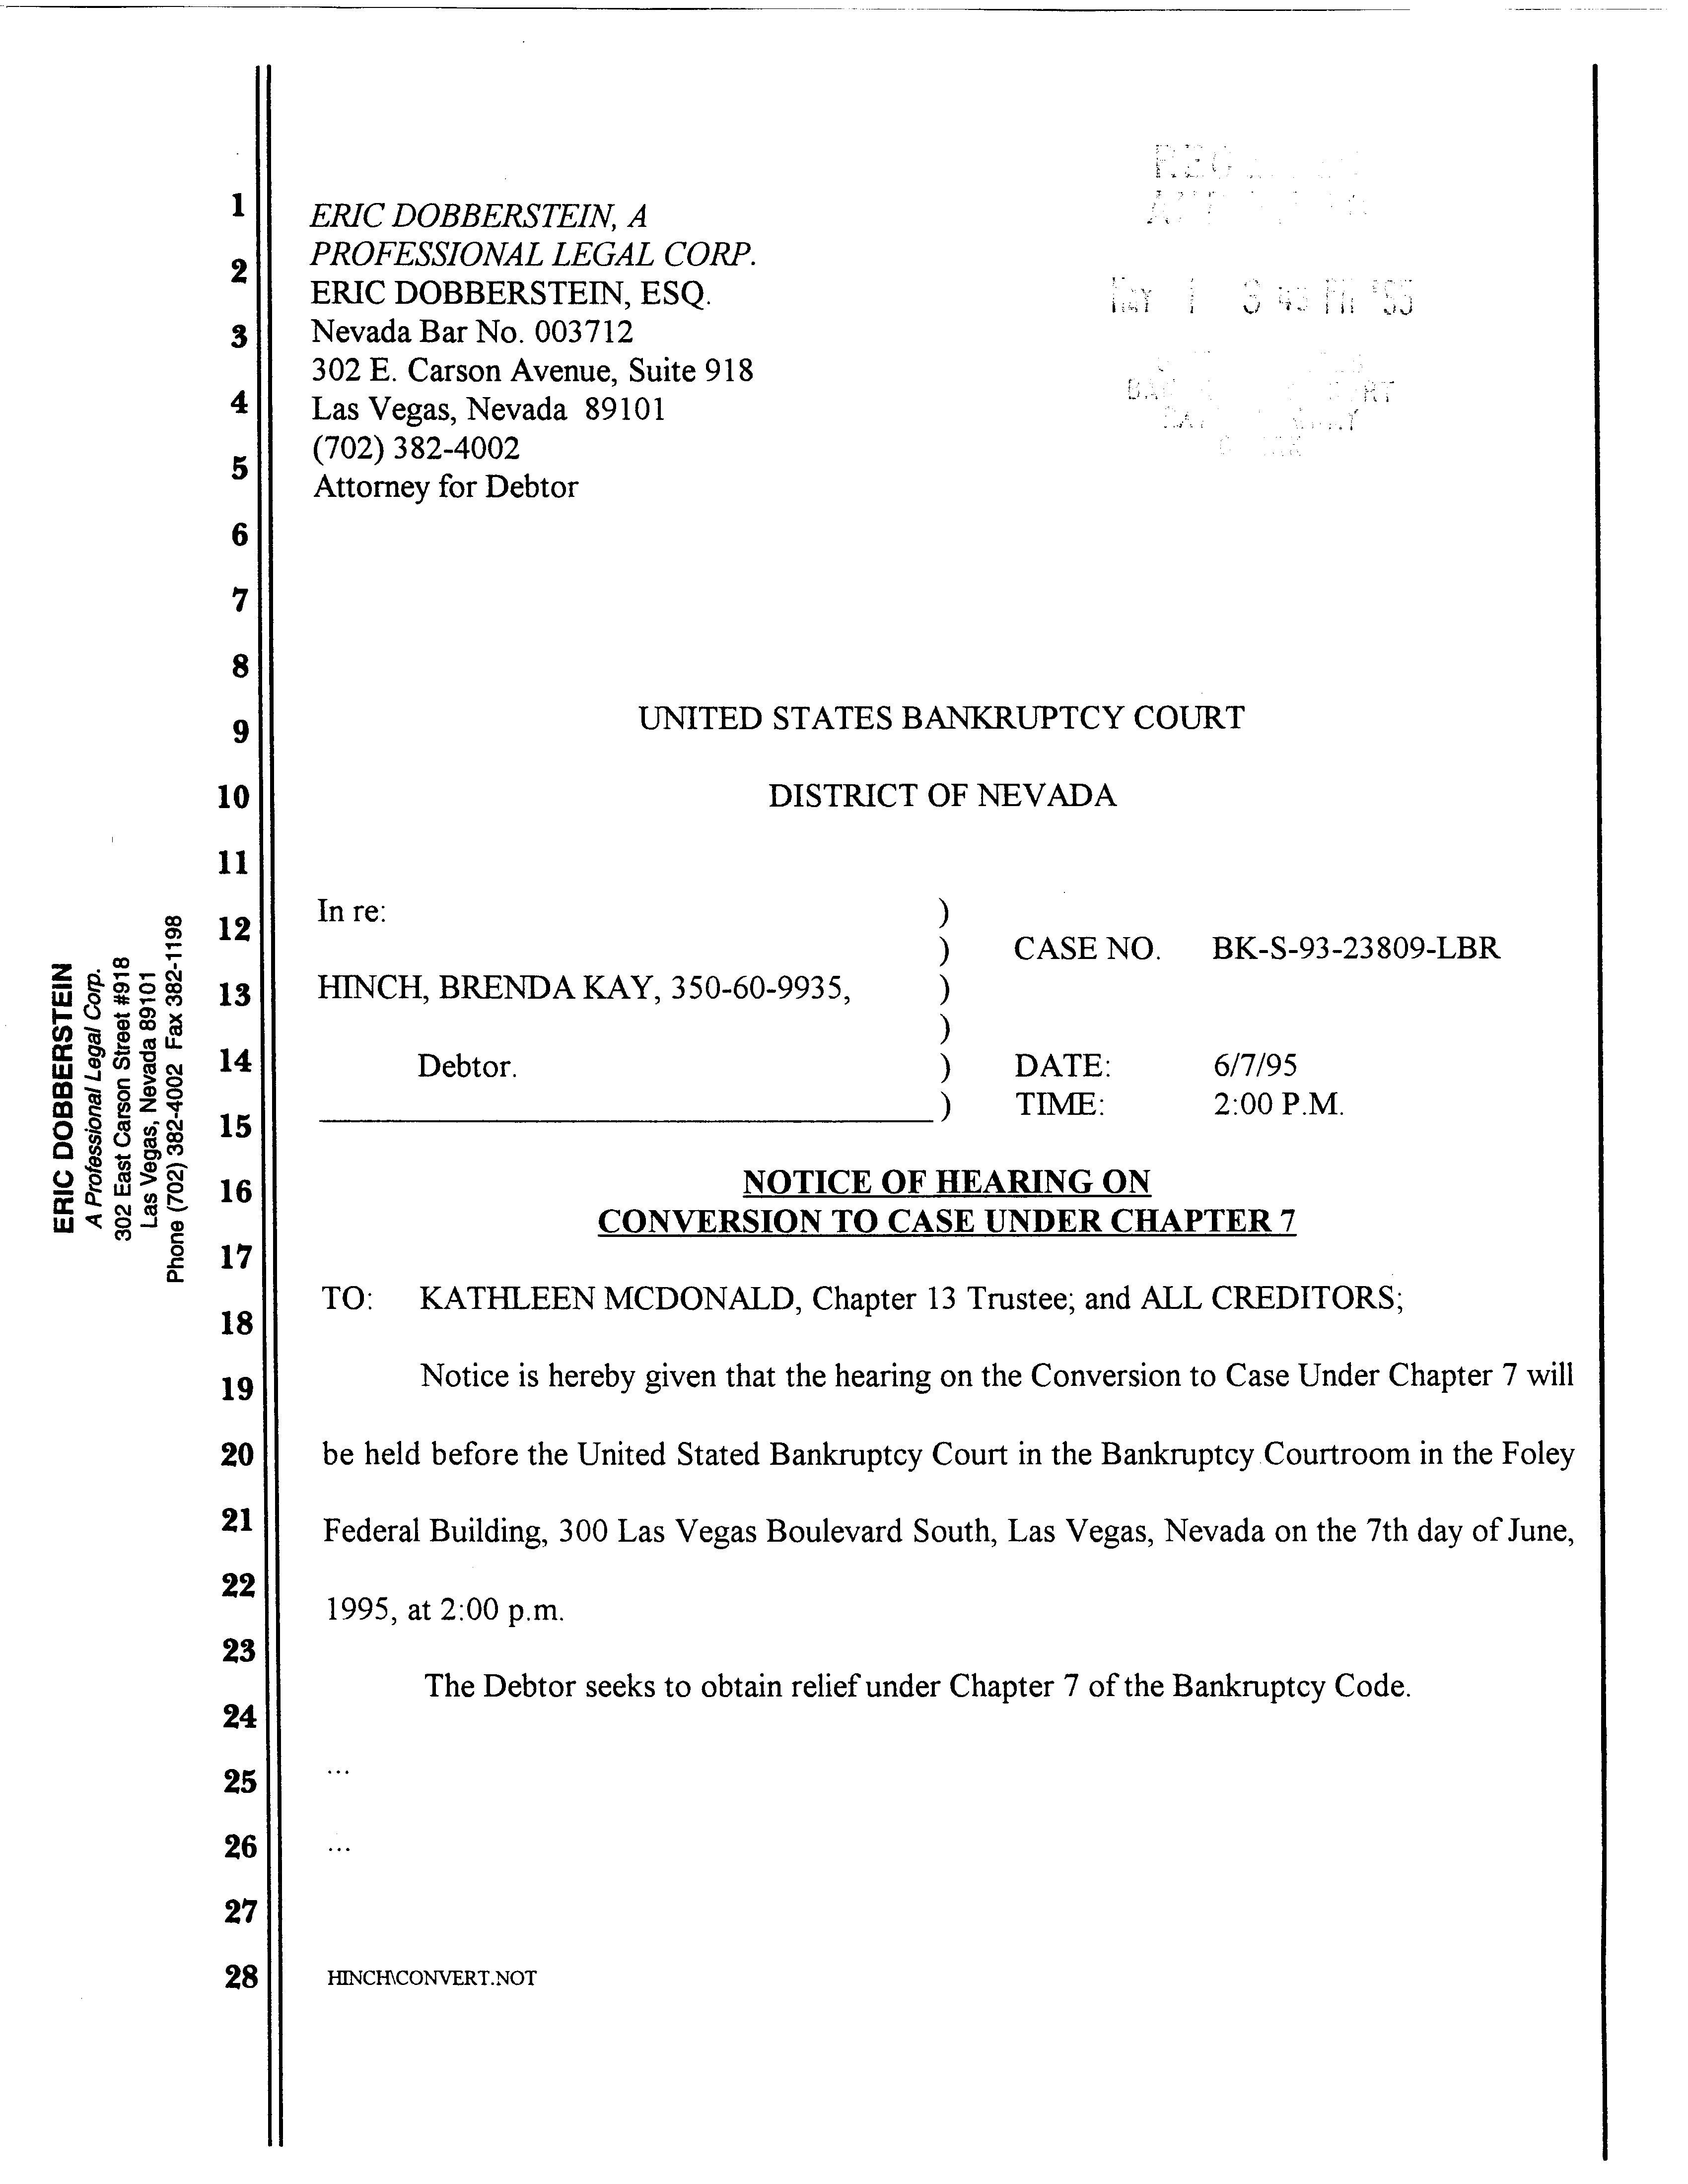 1
ERIC DOBBERSTEIN, A
PROFESSIONAL LEGAL CORP.
2
ERIC DOBBERSTEIN, ESQ.
3
Nevada Bar No. 003712
302 E. Carson Avenue, Suite 918
4
Las Vegas, Nevada 89101
(702) 382-4002
5
Attorney for Debtor
6
7
8
9
UNITED STATES BANKRUPTCY COURT
10
DISTRICT OF NEVADA
11
12
In re: )
) CASE NO. BK-S-93-23809-LBR
13
HINCH, BRENDA KAY, 350-60-9935, )
)
14
Debtor. ) DATE: 6/7/95
) TIME: 2:00 P.M.
15
16
NOTICE OF HEARING ON
CONVERSION TO CASE UNDER CHAPTER 7
17
TO: KATHLEEN MCDONALD, Chapter 13 Trustee; and ALL CREDITORS;
18
19
Notice is hereby given that the hearing on the Conversion to Case Under Chapter 7 will
20
be held before the United Stated Bankruptcy Court in the Bankruptcy Courtroom in the Foley
21
Federal Building, 300 Las Vegas Boulevard South, Las Vegas, Nevada on the 7th day of June,
22
1995, at 2:00 p.m.
23
The Debtor seeks to obtain relief under Chapter 7 of the Bankruptcy Code.
24
25
...
26
...
27
28
HINCH\CONVERT.NOT
ERIC DOBBERSTEIN
A Professional Legal Corp.
302 East Carson Street #918
Las Vegas, Nevada 89101
Phone (702) 382-4002 Fax 382-1198